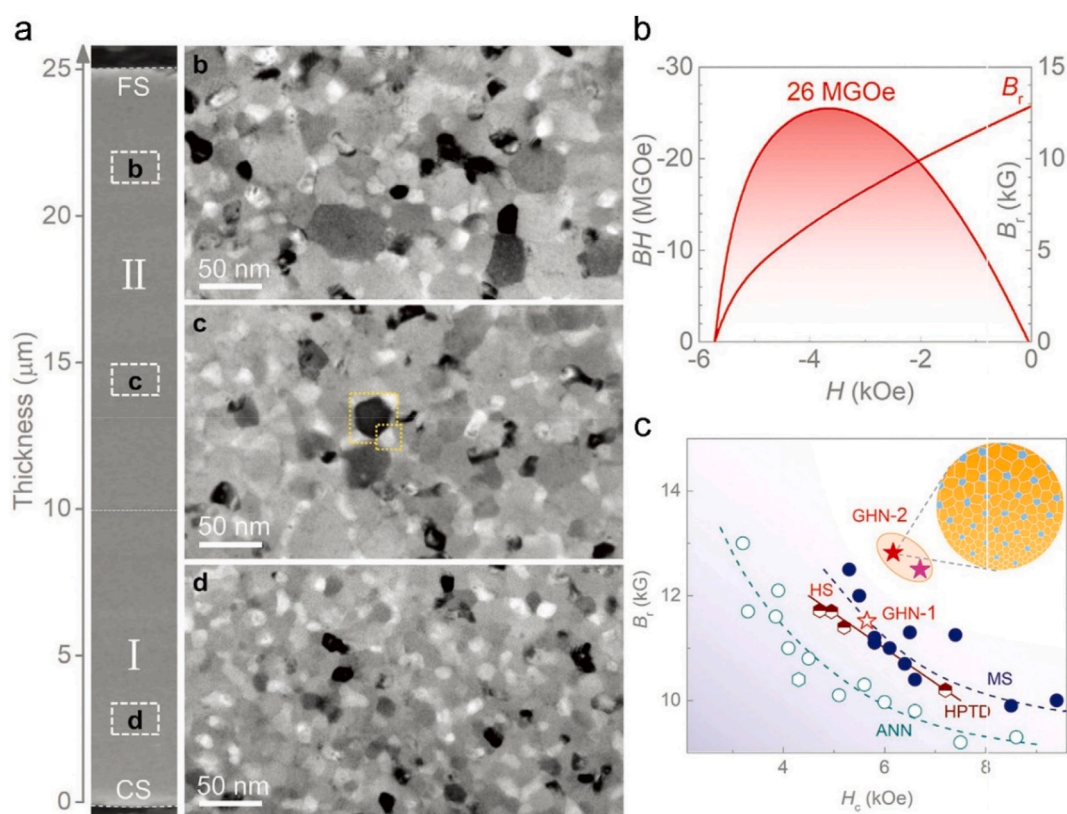 a
25
20
15
10
5
0
Thickness (μm)
FS
b
II
c
I
d
CS
b
50 nm
c
50 nm
d
50 nm
b
-30
-20
-10
0
BH (MGOe)
26 MGOe
Br
15
10
5
0
Br (kG)
-6
-4
-2
0
H (kOe)
c
14
12
10
Br (kG)
GHN-2
HS
GHN-1
MS
HPTD
ANN
4
6
8
Hc (kOe)